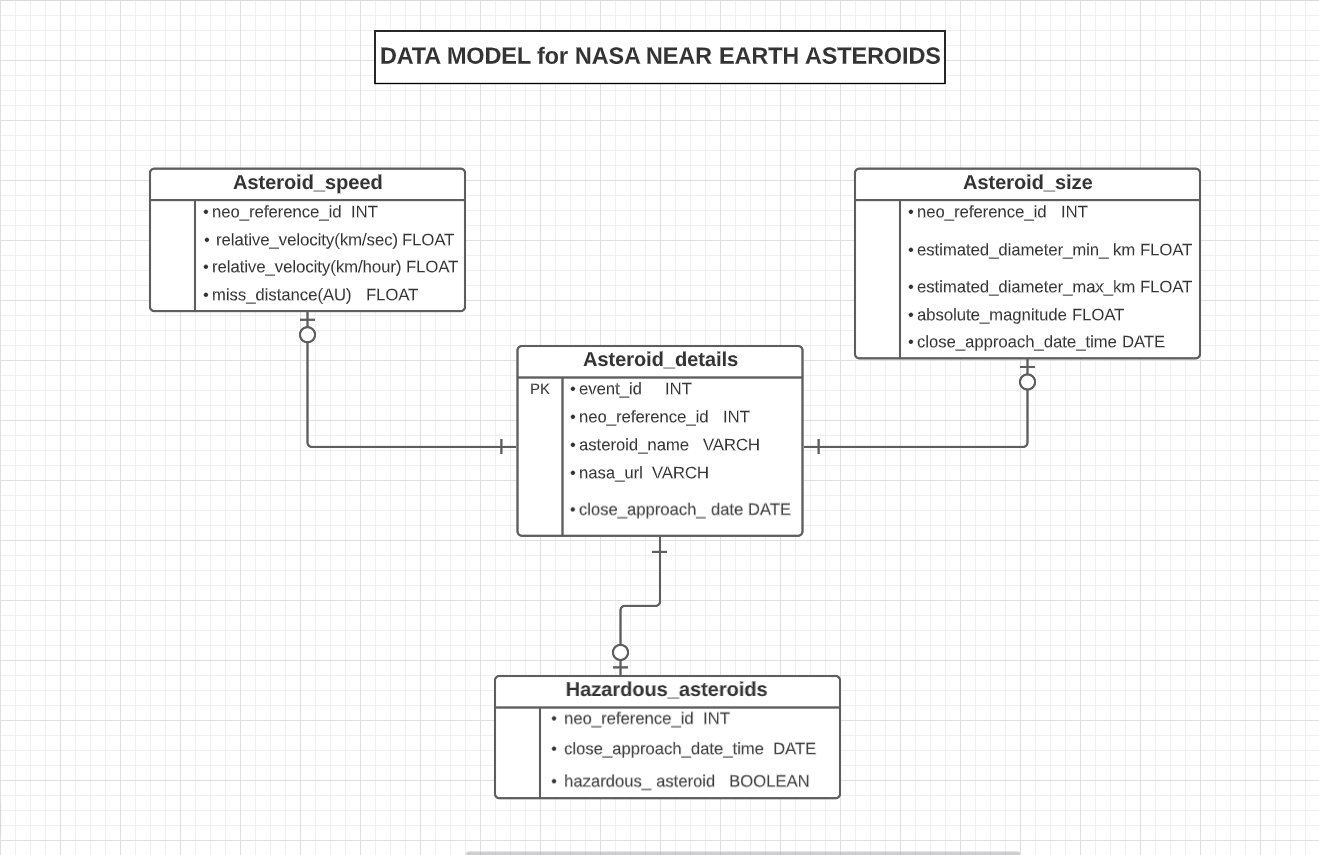 DATA MODEL for NASA NEAR EARTH ASTEROIDS
Asteroid_speed
• neo_reference_id INT
• relative_velocity(km/sec) FLOAT
• relative_velocity(km/hour) FLOAT
• miss_distance(AU) FLOAT
Asteroid_size
• neo_reference_id INT
• estimated_diameter_min_ km FLOAT
• estimated_diameter_max_km FLOAT
• absolute_magnitude FLOAT
• close_approach_date_time DATE
Asteroid_details
PK • event_id INT
• neo_reference_id INT
• asteroid_name VARCH
• nasa_url VARCH
• close_approach_ date DATE
Hazardous_asteroids
• neo_reference_id INT
• close_approach_date_time DATE
• hazardous_ asteroid BOOLEAN